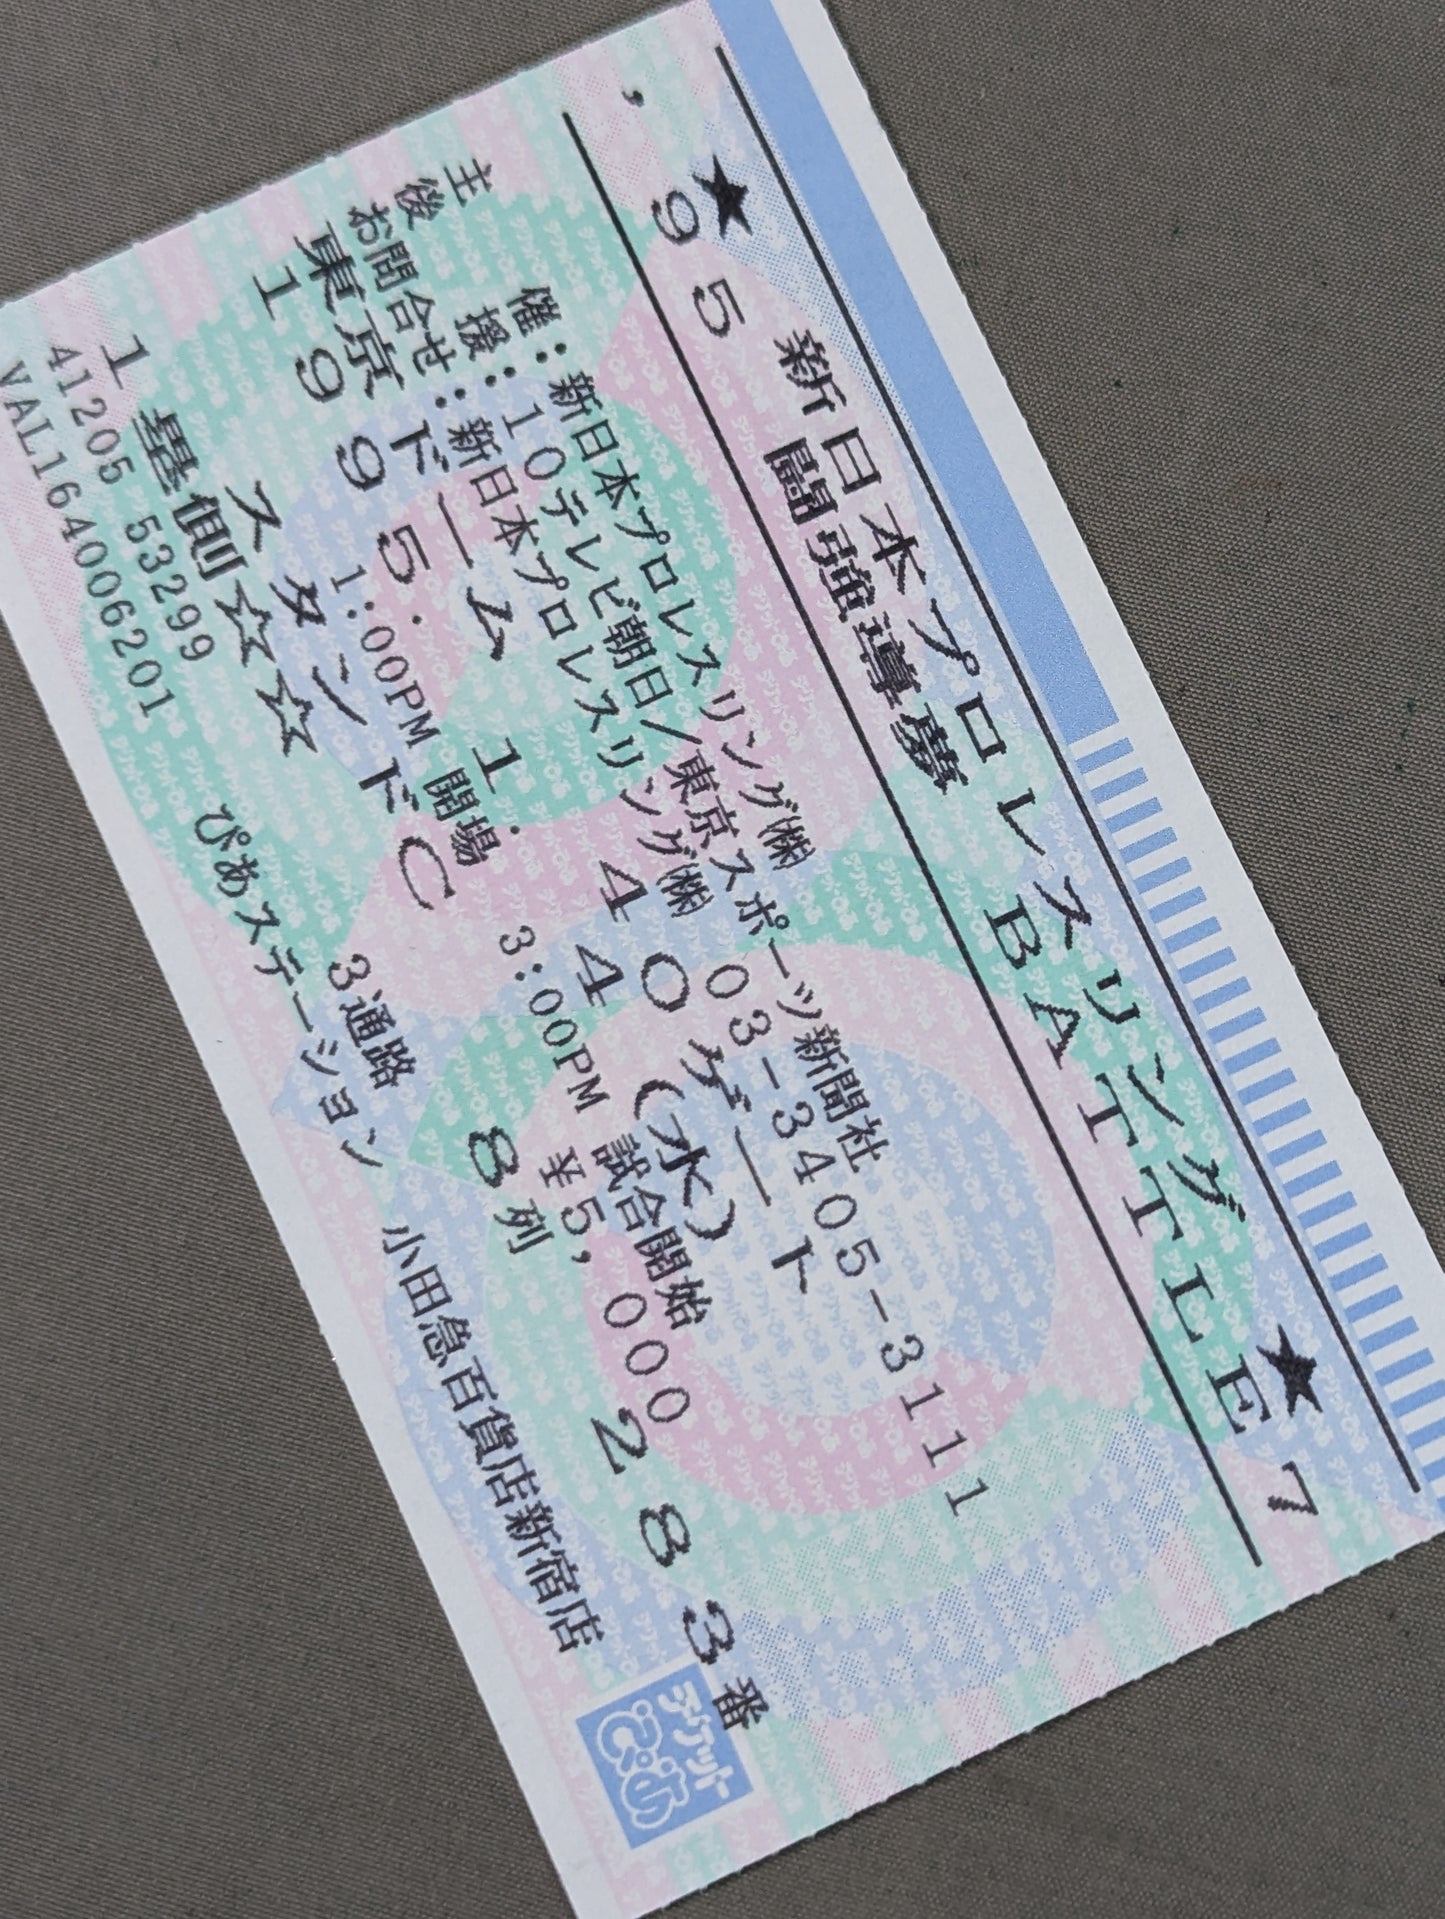 ★　新日本プロレスリング　★
'95 闘強導夢 BATTLE 7
主　催：新日本プロレスリング㈱
後　援：10テレビ朝日/東京スポーツ新聞社
お問合せ：新日本プロレスリング㈱ 03-3405-3111
東京ドーム 40ゲート
1995. 1. 4 (水)
1:00PM 開場 3:00PM 試合開始
スタンドC ¥5,000
1塁側☆☆☆ 3通路 8列 283番
41205 53299 ぴあステーション 小田急百貨店新宿店
VAL1640006201
チケットぴあ